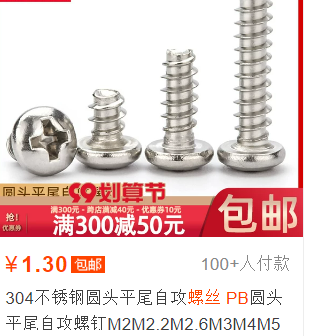 圆头平尾自
99划算节
抢!
优惠券
满300元·跨店满减40元·优惠券10元
满300减50元
包邮
¥1.30 包邮 100+人付款
304不锈钢圆头平尾自攻螺丝 PB圆头
平尾自攻螺钉M2M2.2M2.6M3M4M5